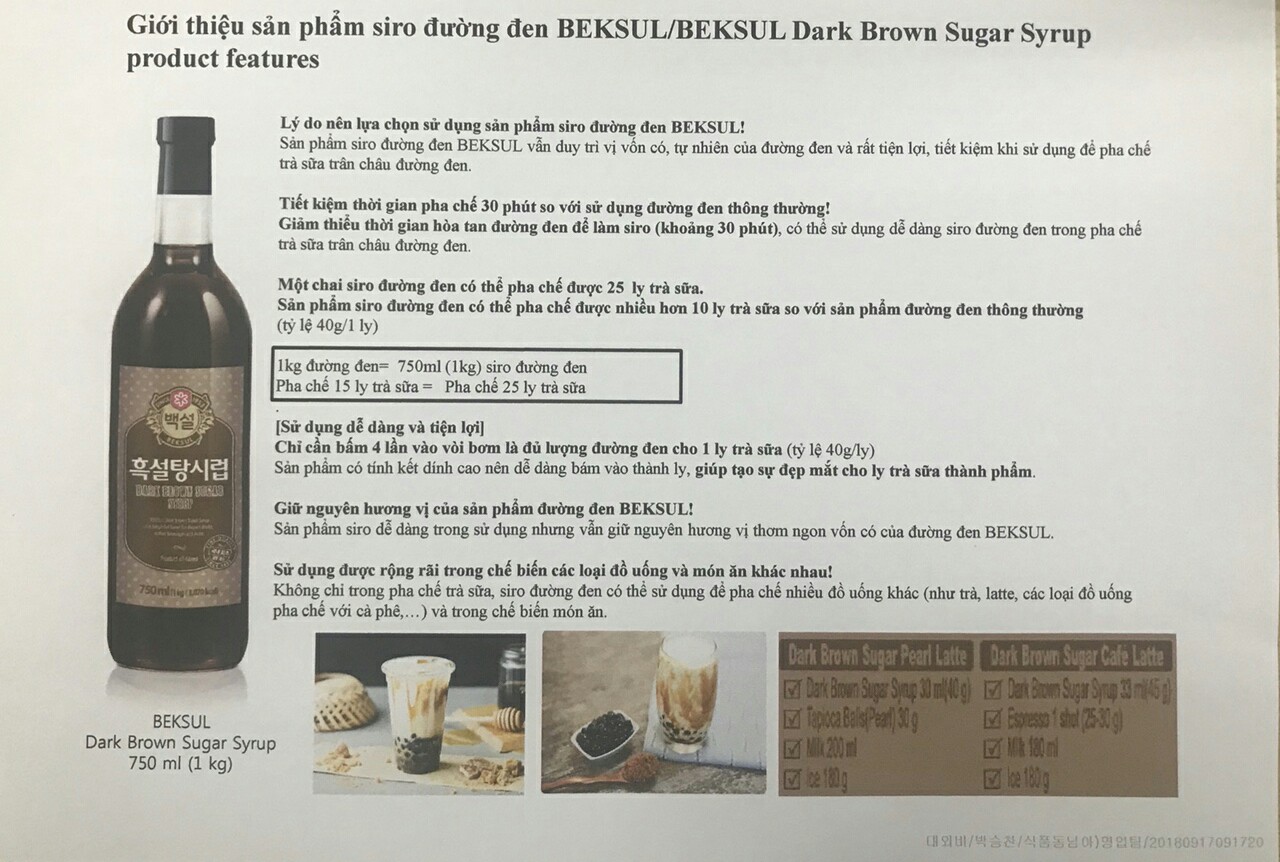 Giới thiệu sản phẩm siro đường đen BEKSUL/BEKSUL Dark Brown Sugar Syrup
product features
Lý do nên lựa chọn sử dụng sản phẩm siro đường đen BEKSUL!
Sản phẩm siro đường đen BEKSUL vẫn duy trì vị vốn có, tự nhiên của đường đen và rất tiện lợi, tiết kiệm khi sử dụng để pha chế
trà sữa trân châu đường đen.
Tiết kiệm thời gian pha chế 30 phút so với sử dụng đường đen thông thường!
Giảm thiểu thời gian hòa tan đường đen để làm siro (khoảng 30 phút), có thể sử dụng dễ dàng siro đường đen trong pha chế
trà sữa trân châu đường đen.
Một chai siro đường đen có thể pha chế được 25 ly trà sữa.
Sản phẩm siro đường đen có thể pha chế được nhiều hơn 10 ly trà sữa so với sản phẩm đường đen thông thường
(tỷ lệ 40g/1 ly)
1kg đường đen= 750ml (1kg) siro đường đen
Pha chế 15 ly trà sữa = Pha chế 25 ly trà sữa
[Sử dụng dễ dàng và tiện lợi]
Chỉ cần bấm 4 lần vào vòi bơm là đủ lượng đường đen cho 1 ly trà sữa (tỷ lệ 40g/ly)
Sản phẩm có tính kết dính cao nên dễ dàng bám vào thành ly, giúp tạo sự đẹp mắt cho ly trà sữa thành phẩm.
Giữ nguyên hương vị của sản phẩm đường đen BEKSUL!
Sản phẩm siro dễ dàng trong sử dụng nhưng vẫn giữ nguyên hương vị thơm ngon vốn có của đường đen BEKSUL.
Sử dụng được rộng rãi trong chế biến các loại đồ uống và món ăn khác nhau!
Không chỉ trong pha chế trà sữa, siro đường đen có thể sử dụng để pha chế nhiều đồ uống khác (như trà, latte, các loại đồ uống
pha chế với cà phê,…) và trong chế biến món ăn.
백설
BEKSUL
흑설탕시럽
DARK BROWN SUGAR
SYRUP
Product of Korea
750ml
BEKSUL
Dark Brown Sugar Syrup
750 ml (1 kg)
Dark Brown Sugar Pearl Latte
Dark Brown Sugar Syrup 30 ml(40 g)
Tapioca Balls(Pearl) 30 g
Milk 200 ml
Ice 180 g
Dark Brown Sugar Cafe Latte
Dark Brown Sugar Syrup 33 ml(45 g)
Espresso 1 shot (25-30 g)
Milk 180 ml
Ice 180 g
대외비/박승찬/식품동남아)영업팀/20180917091720